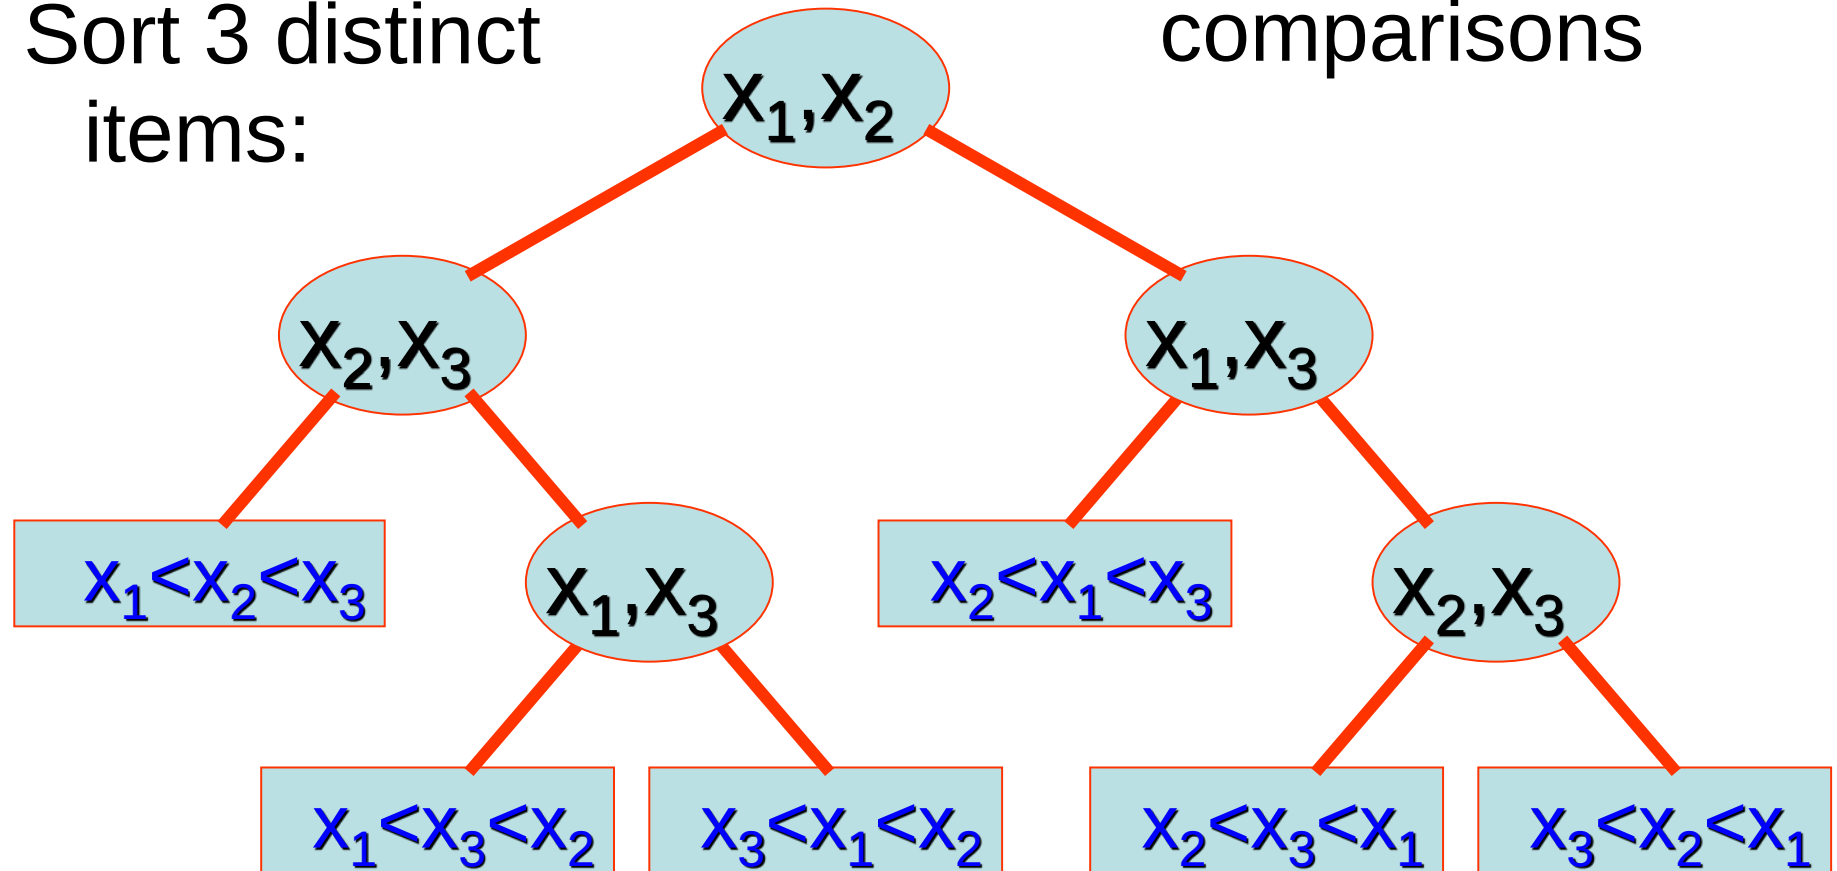 Sort 3 distinct
items:
comparisons
x₁,x₂
x₂,x₃
x₁,x₃
x₁<x₂<x₃
x₁,x₃
x₂<x₁<x₃
x₂,x₃
x₁<x₃<x₂
x₃<x₁<x₂
x₂<x₃<x₁
x₃<x₂<x₁